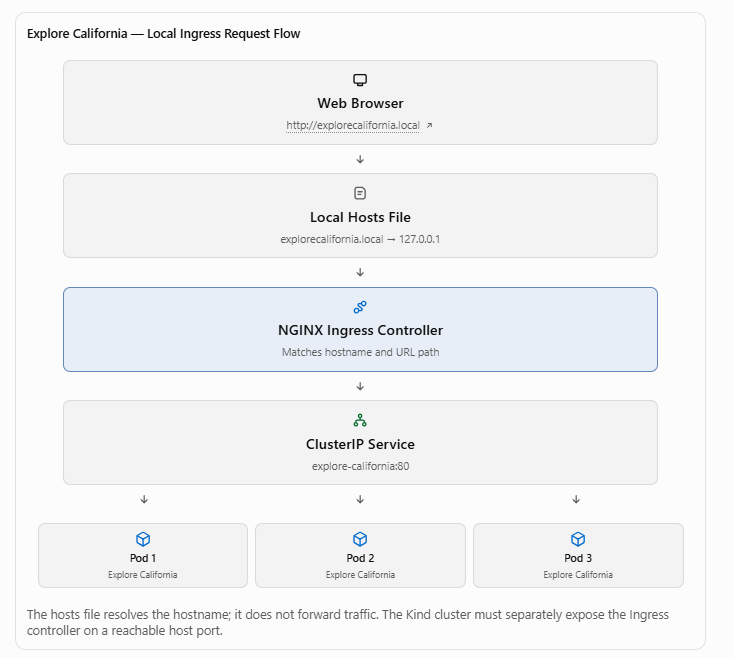 Explore California — Local Ingress Request Flow
Web Browser
http://explorecalifornia.local ↗
Local Hosts File
explorecalifornia.local → 127.0.0.1
NGINX Ingress Controller
Matches hostname and URL path
ClusterIP Service
explore-california:80
Pod 1
Explore California
Pod 2
Explore California
Pod 3
Explore California
The hosts file resolves the hostname; it does not forward traffic. The Kind cluster must separately expose the Ingress
controller on a reachable host port.